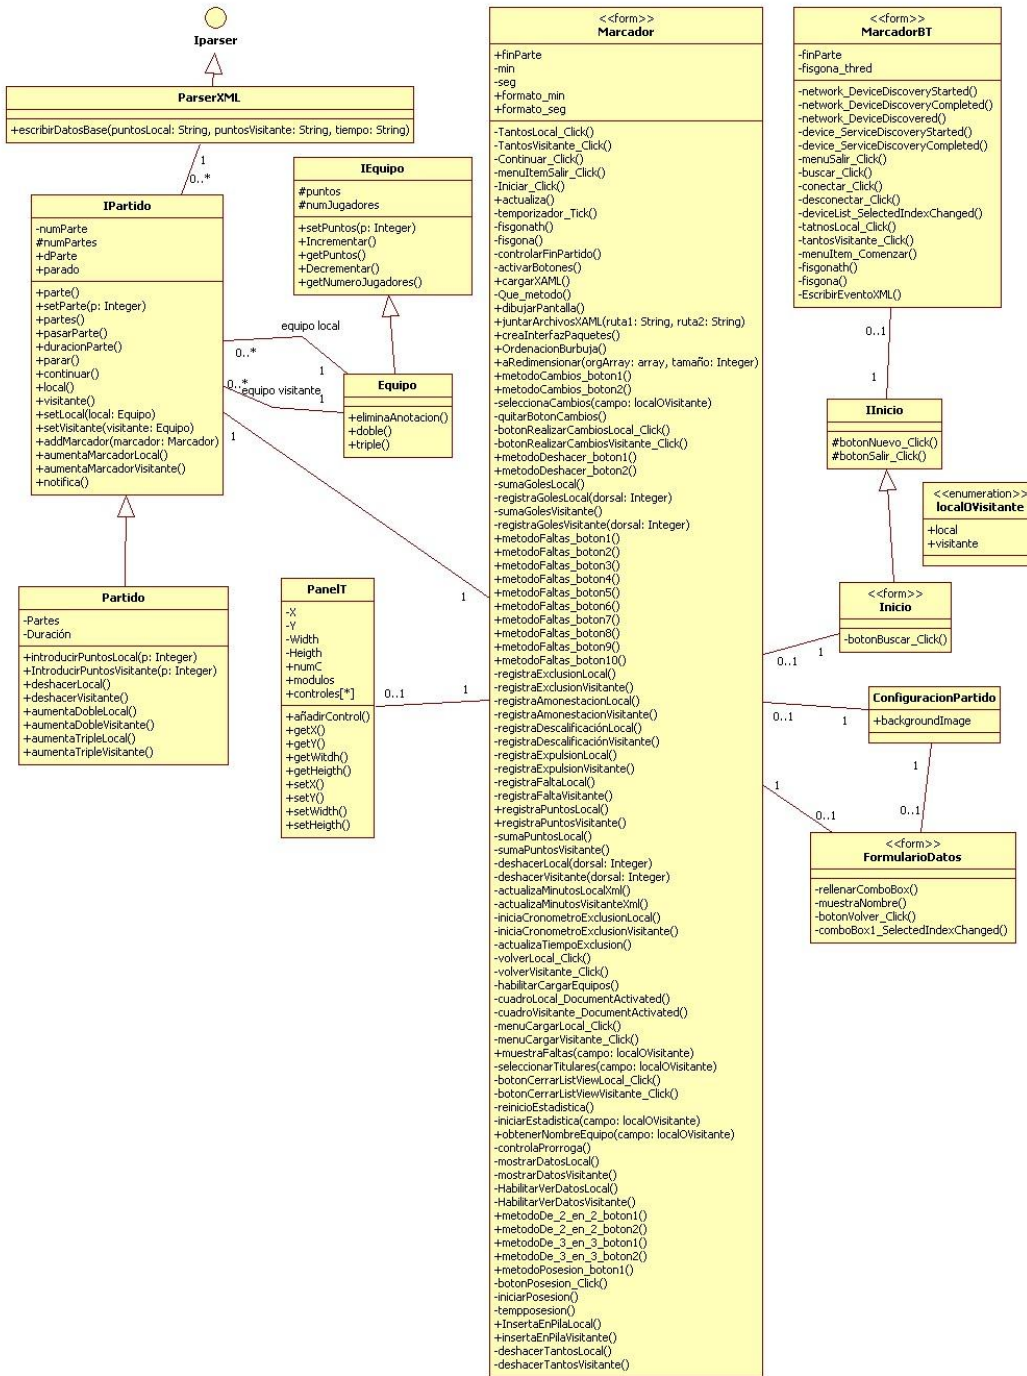 Iparser
ParserXML
+escribirDatosBase(puntosLocal: String, puntosVisitante: String, tiempo: String)
1
0..*
IPartido
-numParte
#numPartes
+dParte
+parado
+parte()
+setParte(p: Integer)
+partes()
+pasarParte()
+duracionParte()
+parar()
+continuar()
+local()
+visitante()
+setLocal(local: Equipo)
+setVisitante(visitante: Equipo)
+addMarcador(marcador: Marcador)
+aumentaMarcadorLocal()
+aumentaMarcadorVisitante()
+notifica()
IEquipo
#puntos
#numJugadores
+setPuntos(p: Integer)
+Incrementar()
+getPuntos()
+Decrementar()
+getNumeroJugadores()
equipo local
0..*
1
0..*
equipo visitante
1
1
Equipo
+eliminaAnotacion()
+doble()
+triple()
Partido
-Partes
-Duración
+introducirPuntosLocal(p: Integer)
+IntroducirPuntosVisitante(p: Integer)
+deshacerLocal()
+deshacerVisitante()
+aumentaDobleLocal()
+aumentaDobleVisitante()
+aumentaTripleLocal()
+aumentaTripleVisitante()
PanelT
-X
-Y
-Width
-Heigth
+numC
+modulos
+controles[*]
+añadirControl()
+getX()
+getY()
+getWitdh()
+getHeigth()
+setX()
+setY()
+setWidth()
+setHeigth()
1
0..1
1
<<form>>
Marcador
+finParte
-min
-seg
+formato_min
+formato_seg
-TantosLocal_Click()
-TantosVisitante_Click()
-Continuar_Click()
-menuItemSalir_Click()
-Iniciar_Click()
+actualiza()
-temporizador_Tick()
-fisgonath()
-fisgona()
-controlarFinPartido()
-activarBotones()
+cargarXAML()
-Que_metodo()
+dibujarPantalla()
+juntarArchivosXAML(ruta1: String, ruta2: String)
+creaInterfazPaquetes()
+OrdenacionBurbuja()
+aRedimensionar(orgArray: array, tamaño: Integer)
+metodoCambios_boton1()
+metodoCambios_boton2()
-seleccionaCambios(campo: localOVisitante)
-quitarBotonCambios()
-botonRealizarCambiosLocal_Click()
-botonRealizarCambiosVisitante_Click()
+metodoDeshacer_boton1()
+metodoDeshacer_boton2()
-sumaGolesLocal()
-registraGolesLocal(dorsal: Integer)
-sumaGolesVisitante()
-registraGolesVisitante(dorsal: Integer)
+metodoFaltas_boton1()
+metodoFaltas_boton2()
+metodoFaltas_boton3()
+metodoFaltas_boton4()
+metodoFaltas_boton5()
+metodoFaltas_boton6()
+metodoFaltas_boton7()
+metodoFaltas_boton8()
+metodoFaltas_boton9()
+metodoFaltas_boton10()
-registraExclusionLocal()
-registraExclusionVisitante()
-registraAmonestacionLocal()
-registraAmonestacionVisitante()
-registraDescalificaciónLocal()
-registraDescalificaciónVisitante()
-registraExpulsionLocal()
-registraExpulsionVisitante()
-registraFaltaLocal()
-registraFaltaVisitante()
+registraPuntosLocal()
+registraPuntosVisitante()
-sumaPuntosLocal()
-sumaPuntosVisitante()
-deshacerLocal(dorsal: Integer)
-deshacerVisitante(dorsal: Integer)
-actualizaMinutosLocalXml()
-actualizaMinutosVisitanteXml()
-iniciaCronometroExclusionLocal()
-iniciaCronometroExclusionVisitante()
-actualizaTiempoExclusion()
-volverLocal_Click()
-volverVisitante_Click()
-habilitarCargarEquipos()
-cuadroLocal_DocumentActivated()
-cuadroVisitante_DocumentActivated()
-menuCargarLocal_Click()
-menuCargarVisitante_Click()
+muestraFaltas(campo: localOVisitante)
-seleccionarTitulares(campo: localOVisitante)
-botonCerrarListViewLocal_Click()
-botonCerrarListViewVisitante_Click()
-reinicioEstadistica()
-iniciarEstadistica(campo: localOVisitante)
+obtenerNombreEquipo(campo: localOVisitante)
-controlaProrroga()
-mostrarDatosLocal()
-mostrarDatosVisitante()
-HabilitarVerDatosLocal()
-HabilitarVerDatosVisitante()
+metodoDe_2_en_2_boton1()
+metodoDe_2_en_2_boton2()
+metodoDe_3_en_3_boton1()
+metodoDe_3_en_3_boton2()
+metodoPosesion_boton1()
-botonPosesion_Click()
-iniciarPosesion()
-tempposesion()
+InsertaEnPilaLocal()
+insertaEnPilaVisitante()
-deshacerTantosLocal()
-deshacerTantosVisitante()
<<form>>
MarcadorBT
-finParte
-fisgona_thred
-network_DeviceDiscoveryStarted()
-network_DeviceDiscoveryCompleted()
-network_DeviceDiscovered()
-device_ServiceDiscoveryStarted()
-device_ServiceDiscoveryCompleted()
-menuSalir_Click()
-buscar_Click()
-conectar_Click()
-desconectar_Click()
-deviceList_SelectedIndexChanged()
-tatnosLocal_Click()
-tantosVisitante_Click()
-menuItem_Comenzar()
-fisgonath()
-fisgona()
-EscribirEventoXML()
0..1
1
IInicio
#botonNuevo_Click()
#botonSalir_Click()
<<enumeration>>
localOVisitante
+local
+visitante
<<form>>
Inicio
-botonBuscar_Click()
0..1
1
ConfiguracionPartido
+backgroundImage
0..1
1
1
0..1
1
0..1
<<form>>
FormularioDatos
-rellenarComboBox()
-muestraNombre()
-botonVolver_Click()
-comboBox1_SelectedIndexChanged()